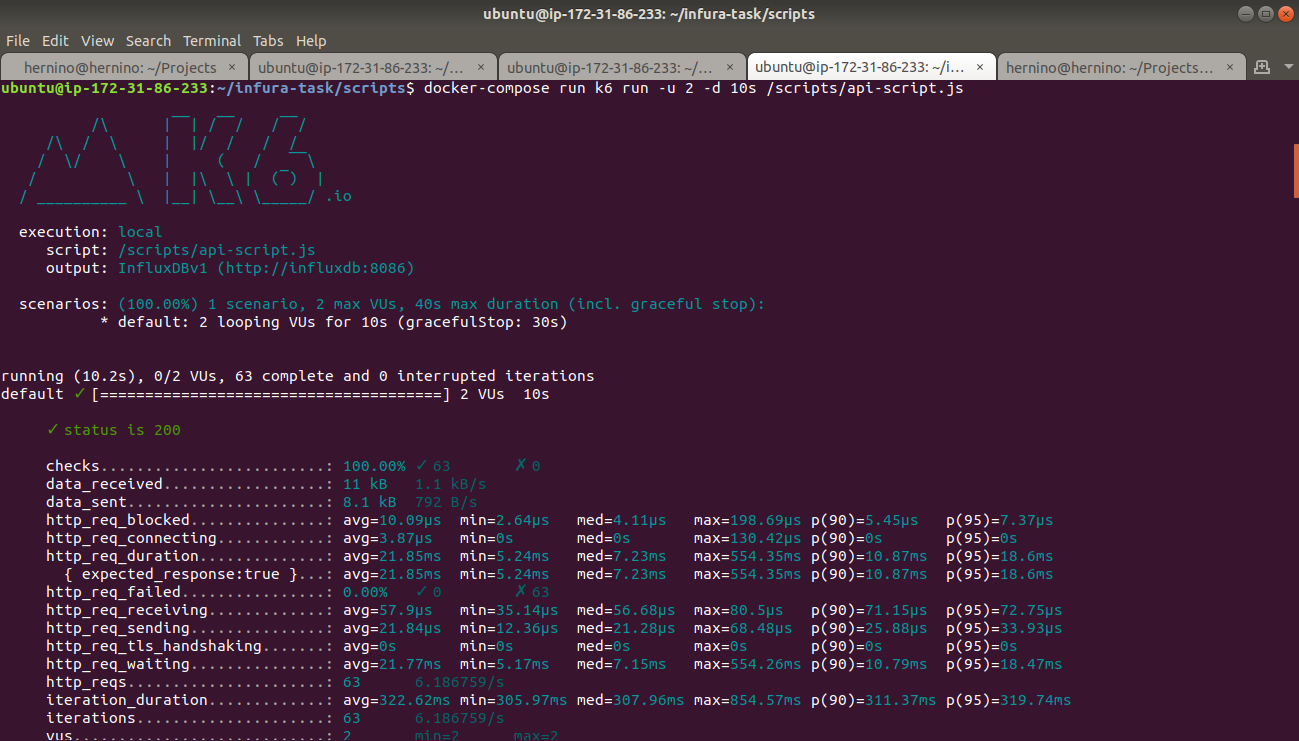 ubuntu@ip-172-31-86-233: ~/infura-task/scripts
File Edit View Search Terminal Tabs Help
hernino@hernino: ~/Projects × ubuntu@ip-172-31-86-233: ~/... × ubuntu@ip-172-31-86-233: ~/... × ubuntu@ip-172-31-86-233: ~/i... × hernino@hernino: ~/Projects... ×
ubuntu@ip-172-31-86-233:~/infura-task/scripts$ docker-compose run k6 run -u 2 -d 10s /scripts/api-script.js
          /\      |‾‾| /‾‾/   /‾‾/
     /\  /  \     |  |/  /   /  /
    /  \/    \    |     (   /   ‾‾\
   /          \   |  |\  \ |  (‾)  |
  / __________ \  |__| \__\ \_____/ .io
execution: local
script: /scripts/api-script.js
output: InfluxDBv1 (http://influxdb:8086)
scenarios: (100.00%) 1 scenario, 2 max VUs, 40s max duration (incl. graceful stop):
* default: 2 looping VUs for 10s (gracefulStop: 30s)
running (10.2s), 0/2 VUs, 63 complete and 0 interrupted iterations
default ✓ [======================================] 2 VUs  10s
✓ status is 200
checks.........................: 100.00% ✓ 63 ✗ 0
data_received..................: 11 kB 1.1 kB/s
data_sent......................: 8.1 kB 792 B/s
http_req_blocked...............: avg=10.09µs min=2.64µs med=4.11µs max=198.69µs p(90)=5.45µs p(95)=7.37µs
http_req_connecting............: avg=3.87µs min=0s med=0s max=130.42µs p(90)=0s p(95)=0s
http_req_duration..............: avg=21.85ms min=5.24ms med=7.23ms max=554.35ms p(90)=10.87ms p(95)=18.6ms
{ expected_response:true }...: avg=21.85ms min=5.24ms med=7.23ms max=554.35ms p(90)=10.87ms p(95)=18.6ms
http_req_failed................: 0.00% ✓ 0 ✗ 63
http_req_receiving.............: avg=57.9µs min=35.14µs med=56.68µs max=80.5µs p(90)=71.15µs p(95)=72.75µs
http_req_sending...............: avg=21.84µs min=12.36µs med=21.28µs max=68.48µs p(90)=25.88µs p(95)=33.93µs
http_req_tls_handshaking.......: avg=0s min=0s med=0s max=0s p(90)=0s p(95)=0s
http_req_waiting...............: avg=21.77ms min=5.17ms med=7.15ms max=554.26ms p(90)=10.79ms p(95)=18.47ms
http_reqs......................: 63 6.186759/s
iteration_duration.............: avg=322.62ms min=305.97ms med=307.96ms max=854.57ms p(90)=311.37ms p(95)=319.74ms
iterations.....................: 63 6.186759/s
vus............................: 2 min=2 max=2